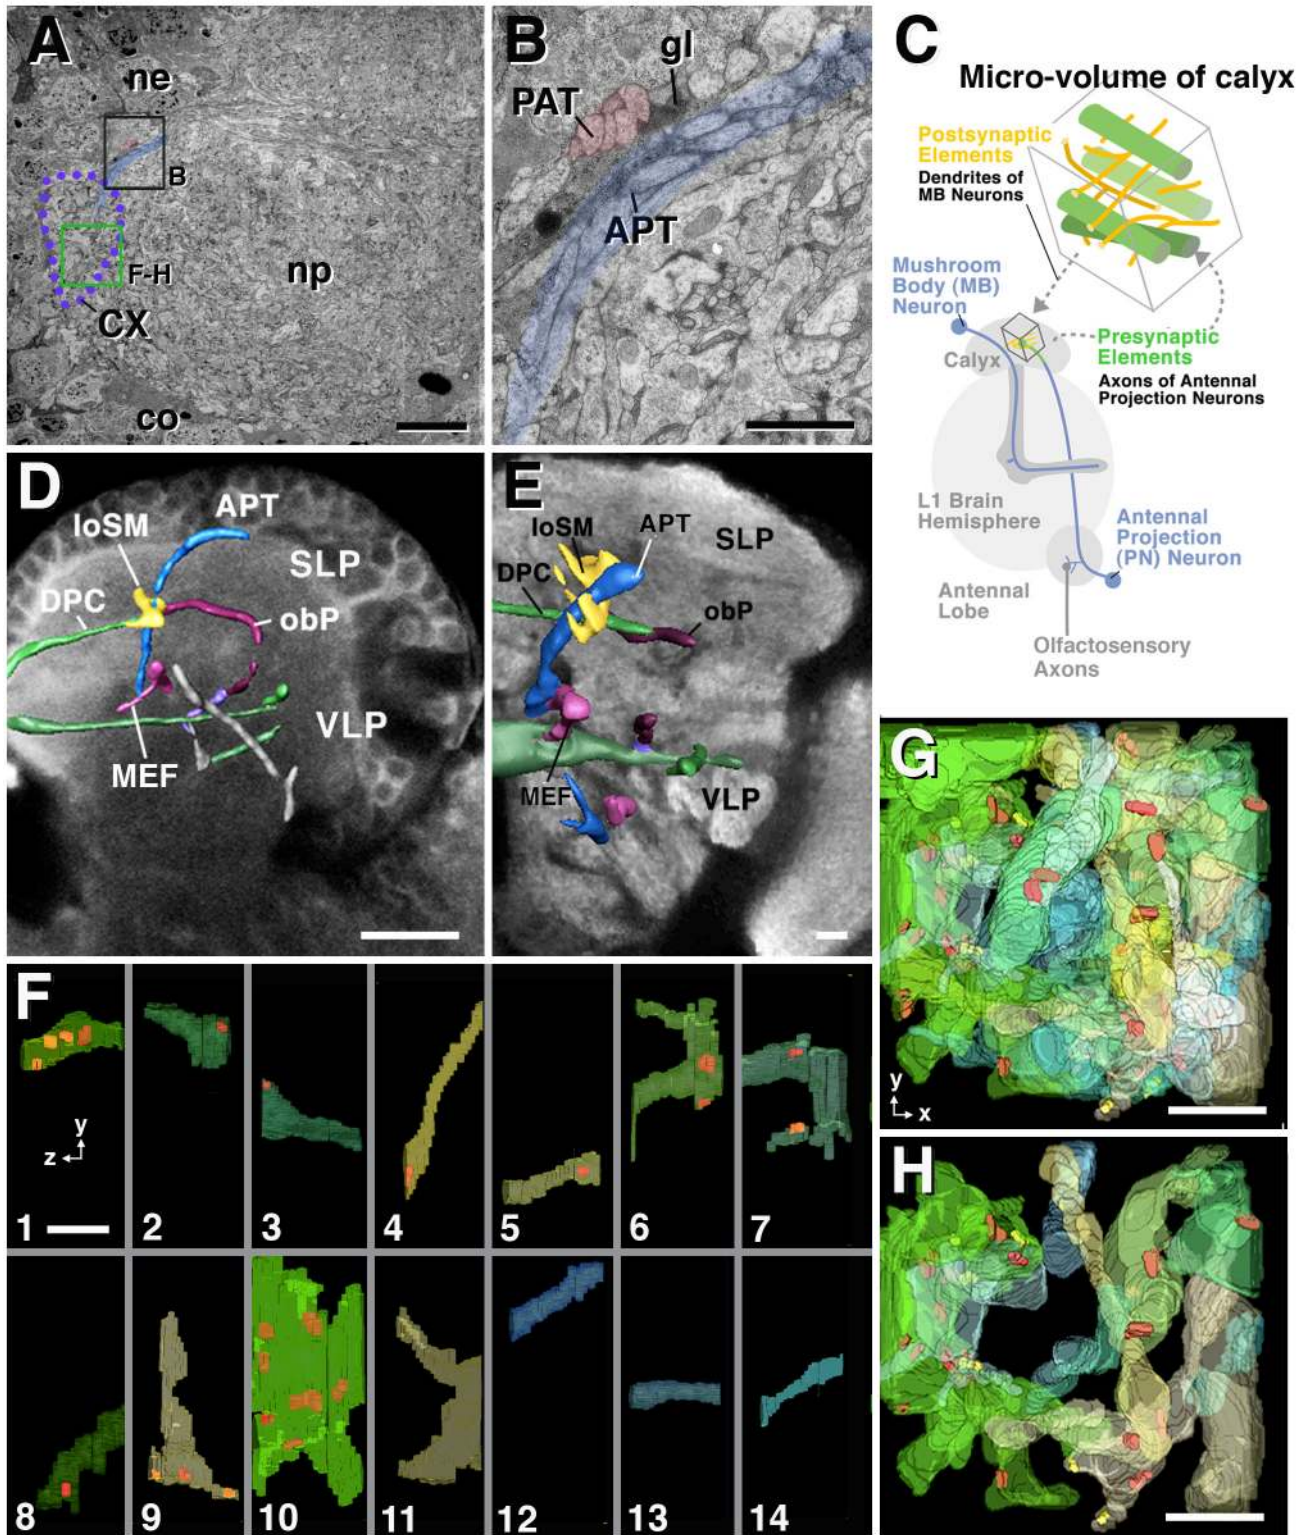 A
ne
B
np
F-H
CX
co
B
gl
PAT
APT
C
Micro-volume of calyx
Postsynaptic
Elements
Dendrites of
MB Neurons
Mushroom
Body (MB)
Neuron
Calyx
Presynaptic
Elements
Axons of Antennal
Projection Neurons
L1 Brain
Hemisphere
Antennal
Projection
(PN) Neuron
Antennal
Lobe
Olfactosensory
Axons
D
APT
loSM
SLP
DPC
obP
VLP
MEF
E
loSM
APT
SLP
DPC
obP
MEF
VLP
F
y
z
1
2
3
4
5
6
7
8
9
10
11
12
13
14
G
y
x
H